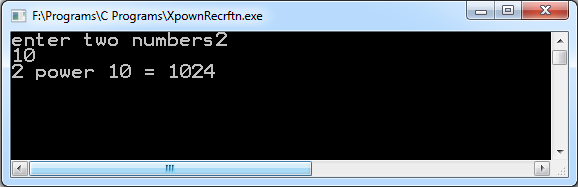 F:\Programs\C Programs\XpownRecrftn.exe
enter two numbers2
10
2 power 10 = 1024